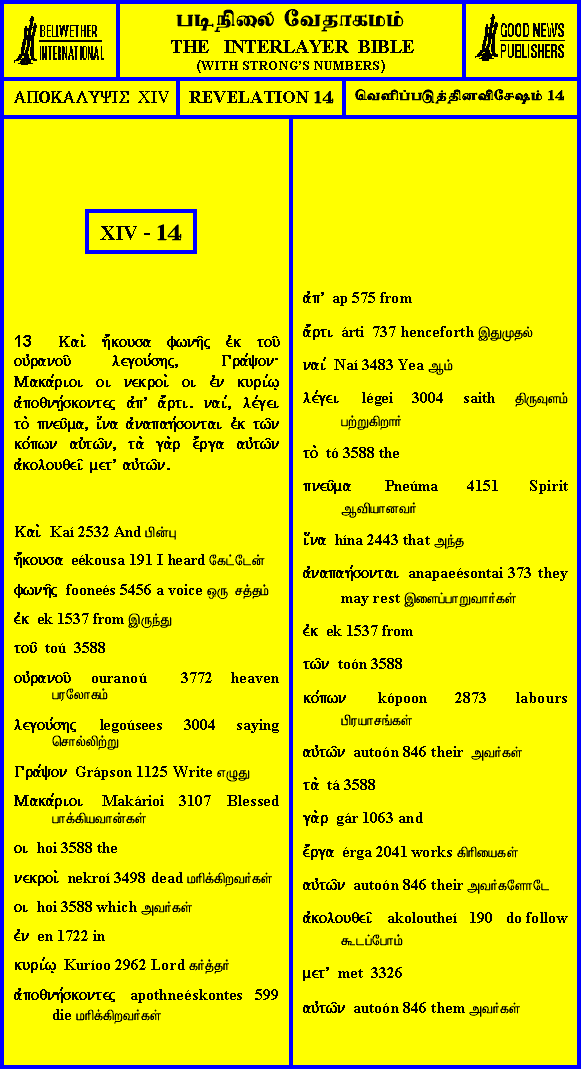 BELLWETHER INTERNATIONAL
படிநிலை வேதாகமம்
THE INTERLAYER BIBLE
(WITH STRONG'S NUMBERS)
GOOD NEWS PUBLISHERS
ΑΠΟΚΑΛΥΨΙΣ XIV
REVELATION 14
வெளிப்படுத்தினவிசேஷம் 14
XIV - 14
13 Καὶ ἤκουσα φωνῆς ἐκ τοῦ
οὐρανοῦ λεγούσης, Γράψον·
Μακάριοι οι νεκροὶ οι ἐν κυρίῳ
ἀποθνήσκοντες ἀπ' ἄρτι. ναί, λέγει
τὸ πνεῦμα, ἵνα ἀναπαήσονται ἐκ τῶν
κόπων αὐτῶν, τὰ γὰρ ἔργα αὐτῶν
ἀκολουθεῖ μετ' αὐτῶν.
Καὶ Kaí 2532 And பின்பு
ἤκουσα eékousa 191 I heard கேட்டேன்
φωνῆς fooneés 5456 a voice ஒரு சத்தம்
ἐκ ek 1537 from இருந்து
τοῦ toú 3588
οὐρανοῦ ouranoú 3772 heaven
பரலோகம்
λεγούσης legoúsees 3004 saying
சொல்லிற்று
Γράψον Grápson 1125 Write எழுது
Μακάριοι Makárioi 3107 Blessed
பாக்கியவான்கள்
οι hoi 3588 the
νεκροὶ nekroí 3498 dead மரிக்கிறவர்கள்
οι hoi 3588 which அவர்கள்
ἐν en 1722 in
κυρίῳ Kuríoo 2962 Lord கர்த்தர்
ἀποθνήσκοντες apothneéskontes 599
die மரிக்கிறவர்கள்
ἀπ' ap 575 from
ἄρτι árti 737 henceforth இதுமுதல்
ναί Naí 3483 Yea ஆம்
λέγει légei 3004 saith திருவுளம்
பற்றுகிறார்
τὸ tó 3588 the
πνεῦμα Pneúma 4151 Spirit
ஆவியானவர்
ἵνα hína 2443 that அந்த
ἀναπαήσονται anapaeésontai 373 they
may rest இளைப்பாறுவார்கள்
ἐκ ek 1537 from
τῶν toón 3588
κόπων kópoon 2873 labours
பிரயாசங்கள்
αὐτῶν autoón 846 their அவர்கள்
τὰ tá 3588
γὰρ gár 1063 and
ἔργα érga 2041 works கிரியைகள்
αὐτῶν autoón 846 their அவர்களோடே
ἀκολουθεῖ akoloutheí 190 do follow
கூடப்போம்
μετ' met 3326
αὐτῶν autoón 846 them அவர்கள்